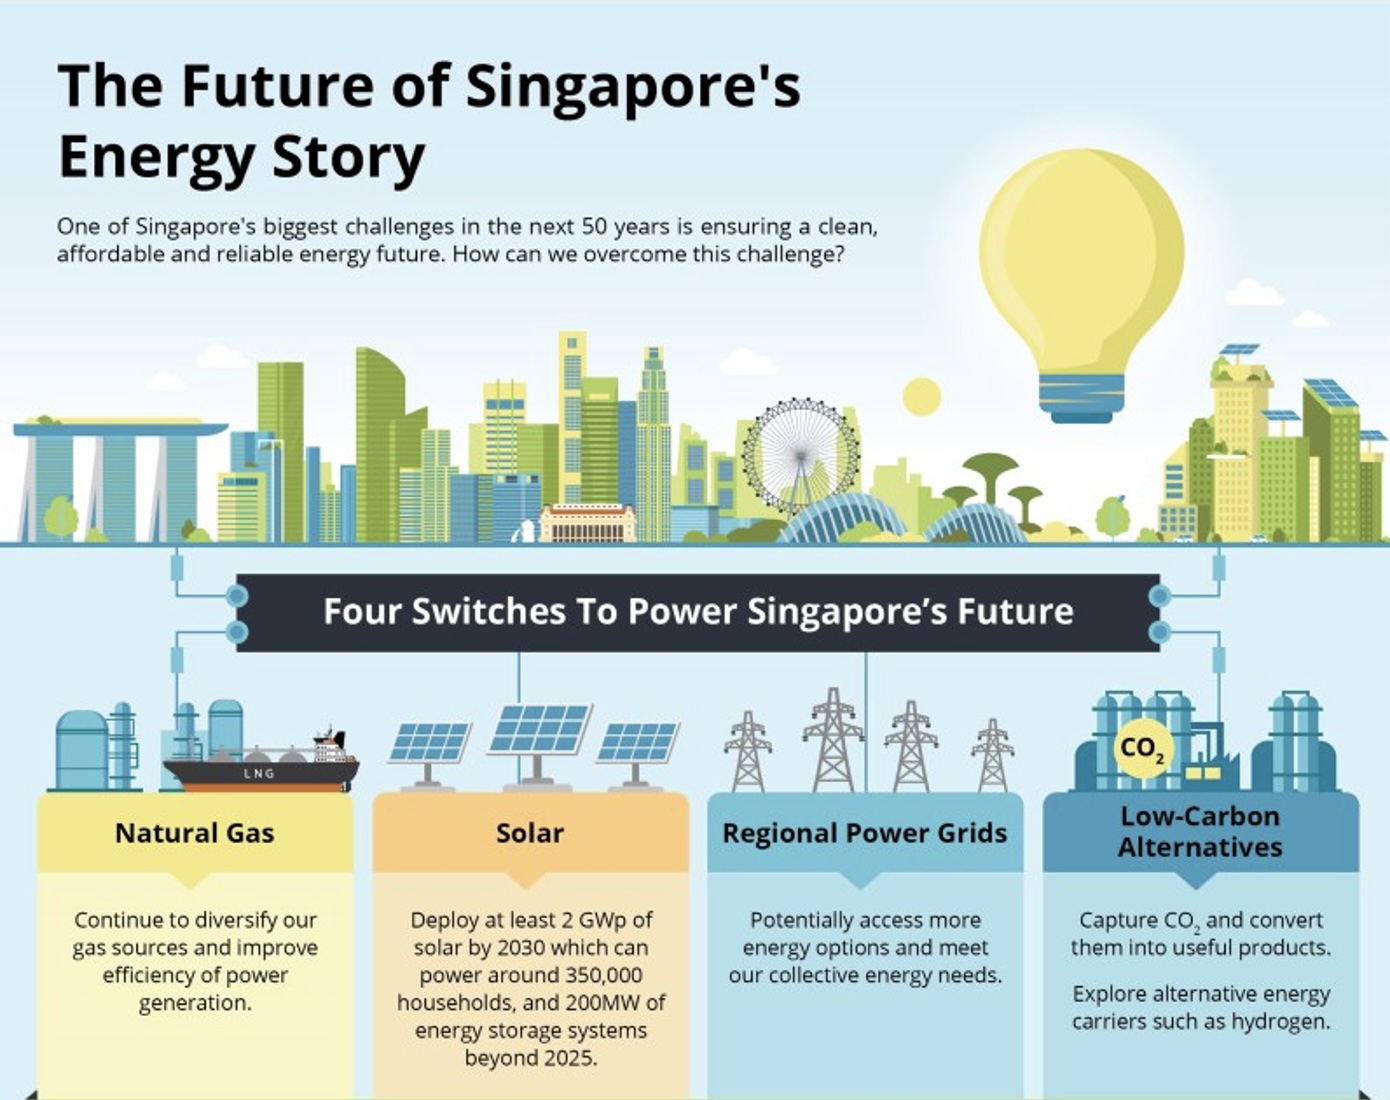 The Future of Singapore's
Energy Story
One of Singapore's biggest challenges in the next 50 years is ensuring a clean,
affordable and reliable energy future. How can we overcome this challenge?
Four Switches To Power Singapore’s Future
LNG
CO₂
Natural Gas
Continue to diversify our
gas sources and improve
efficiency of power
generation.
Solar
Deploy at least 2 GWp of
solar by 2030 which can
power around 350,000
households, and 200MW of
energy storage systems
beyond 2025.
Regional Power Grids
Potentially access more
energy options and meet
our collective energy needs.
Low-Carbon
Alternatives
Capture CO₂ and convert
them into useful products.
Explore alternative energy
carriers such as hydrogen.